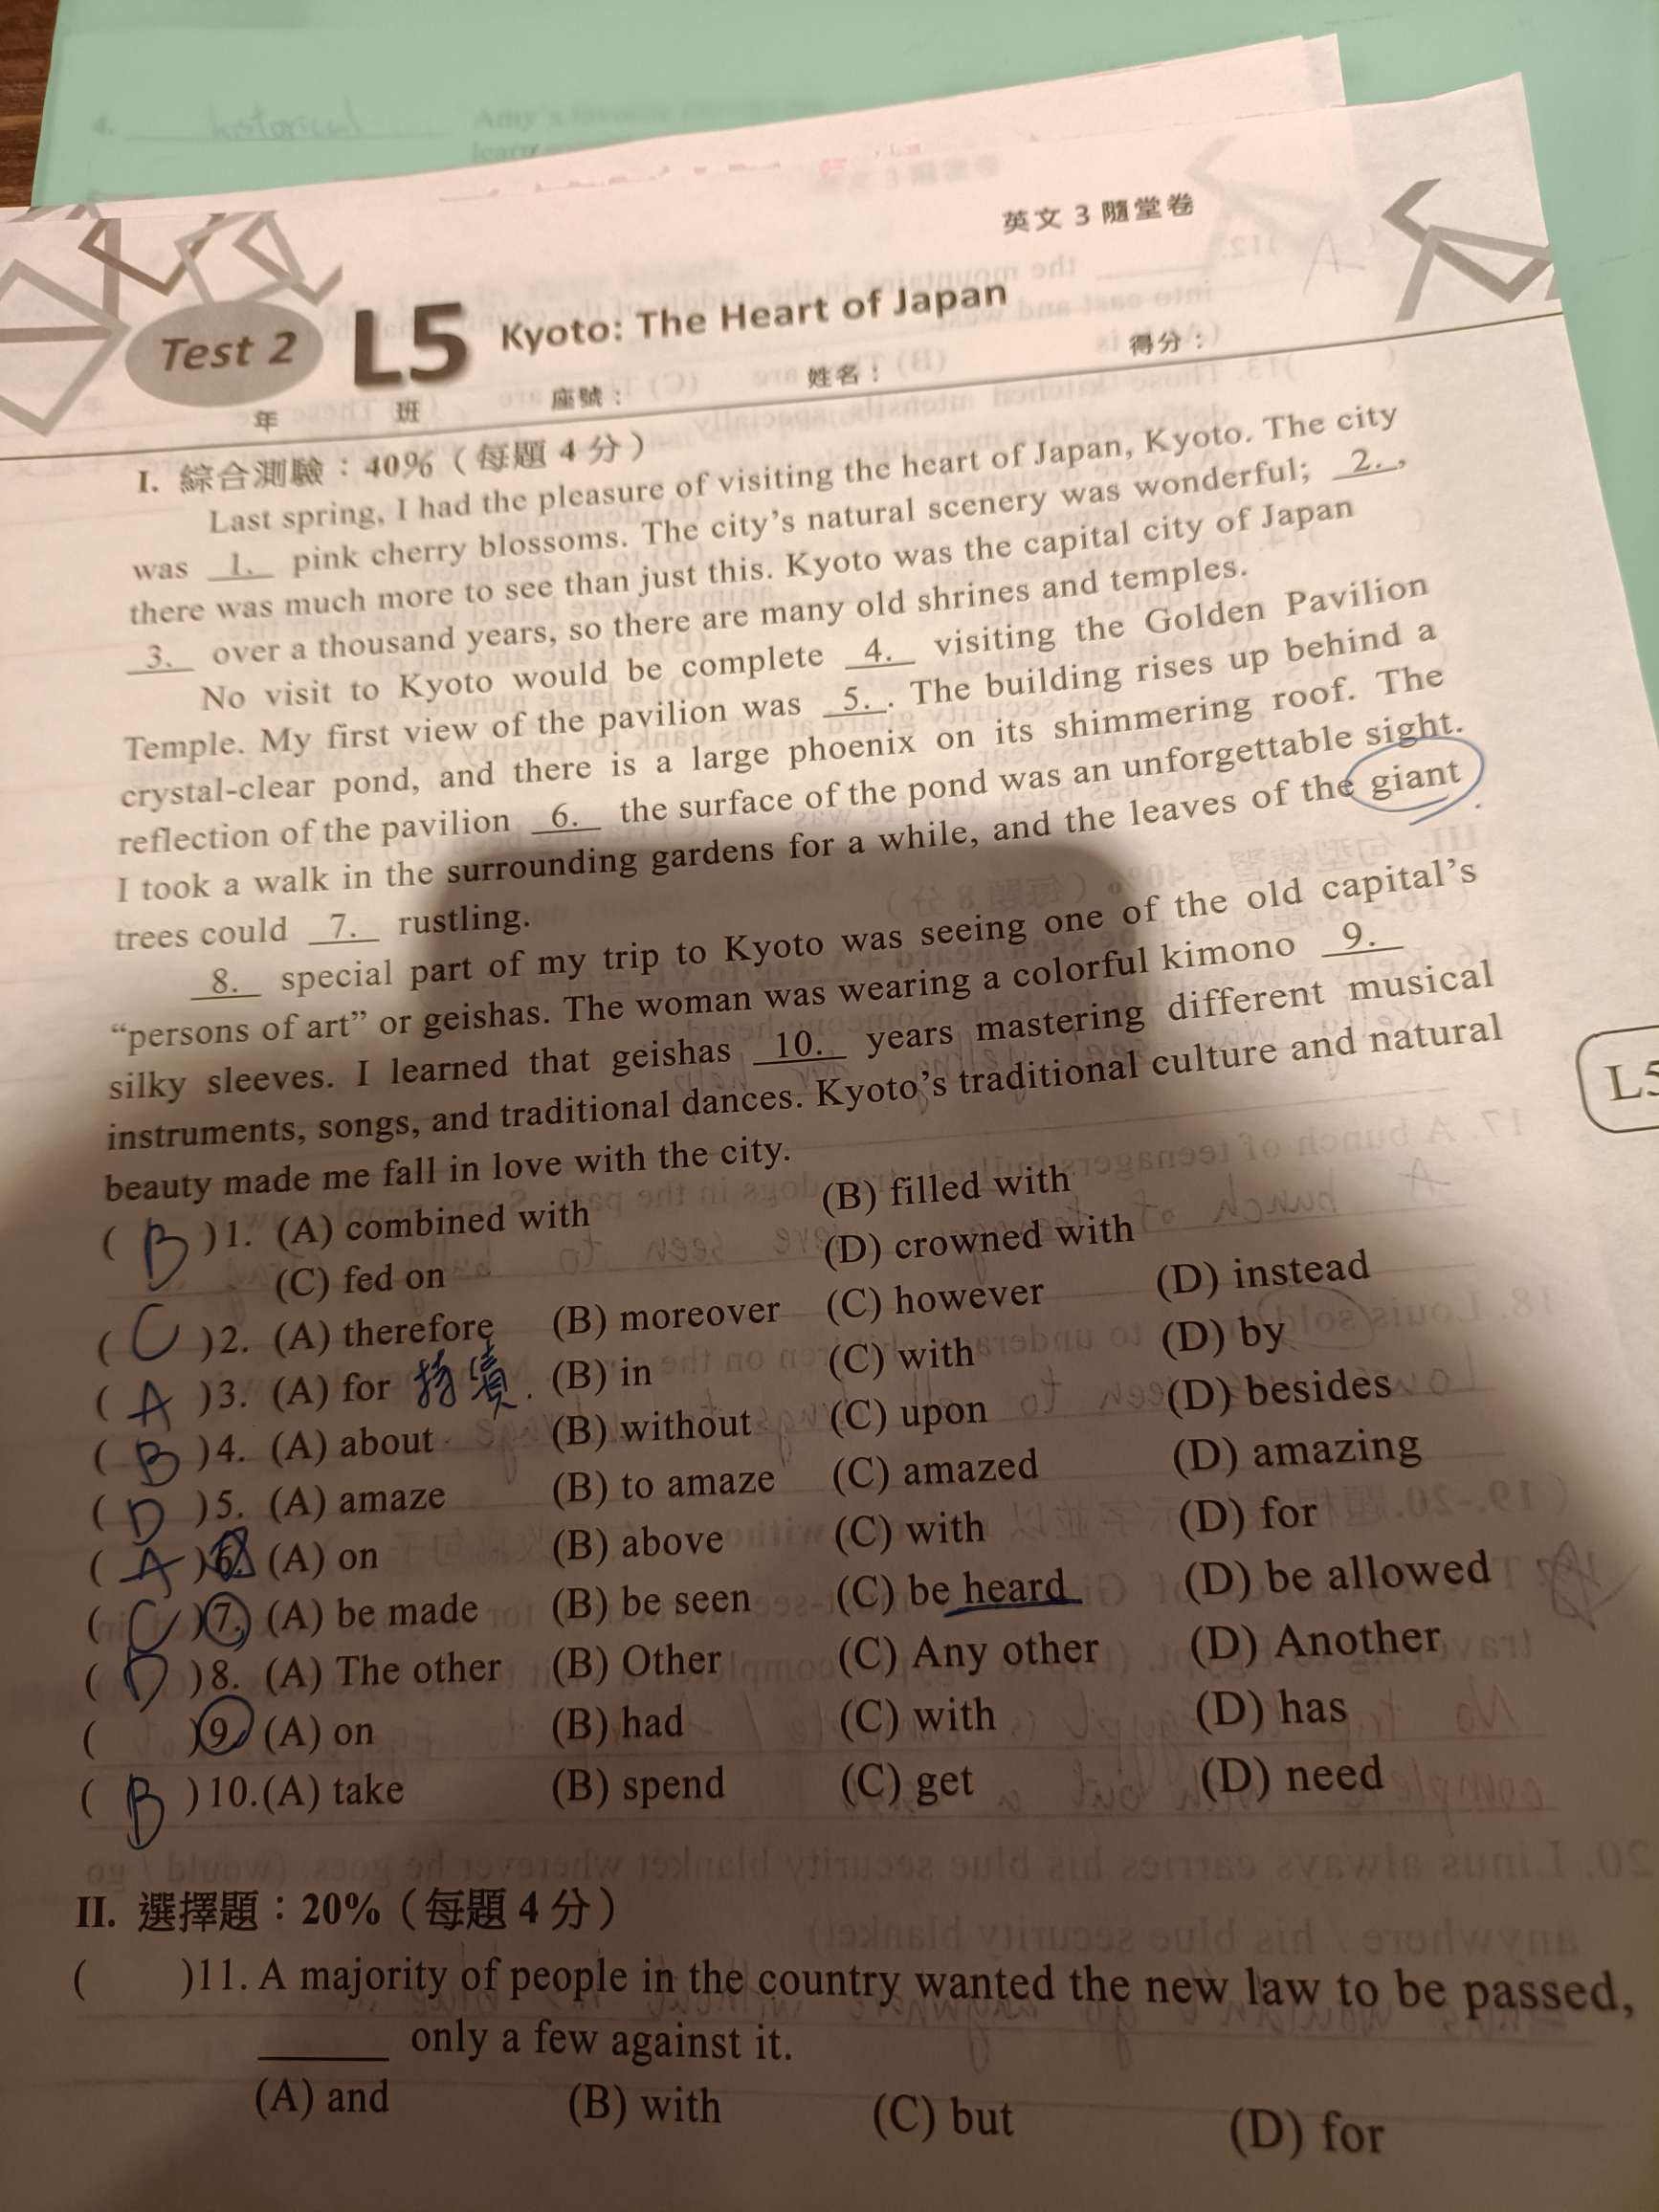 historical
英文 3 隨堂卷
Test 2 L5 Kyoto: The Heart of Japan
年 班 座號： 姓名： 得分：
I. 綜合測驗：40%（每題 4 分）
Last spring, I had the pleasure of visiting the heart of Japan, Kyoto. The city
was 1. pink cherry blossoms. The city's natural scenery was wonderful; 2. ,
there was much more to see than just this. Kyoto was the capital city of Japan
3. over a thousand years, so there are many old shrines and temples.
No visit to Kyoto would be complete 4. visiting the Golden Pavilion
Temple. My first view of the pavilion was 5. . The building rises up behind a
crystal-clear pond, and there is a large phoenix on its shimmering roof. The
reflection of the pavilion 6. the surface of the pond was an unforgettable sight.
I took a walk in the surrounding gardens for a while, and the leaves of the giant
trees could 7. rustling.
8. special part of my trip to Kyoto was seeing one of the old capital's
“persons of art” or geishas. The woman was wearing a colorful kimono 9.
silky sleeves. I learned that geishas 10. years mastering different musical
instruments, songs, and traditional dances. Kyoto's traditional culture and natural
beauty made me fall in love with the city.
L5
( B )1. (A) combined with (B) filled with
(C) fed on (D) crowned with
( C )2. (A) therefore (B) moreover (C) however (D) instead
( A )3. (A) for 持續. (B) in (C) with (D) by
( B )4. (A) about (B) without (C) upon (D) besides
( D )5. (A) amaze (B) to amaze (C) amazed (D) amazing
( A )6. (A) on (B) above (C) with (D) for
( C )7. (A) be made (B) be seen (C) be heard (D) be allowed
( D )8. (A) The other (B) Other (C) Any other (D) Another
( )9. (A) on (B) had (C) with (D) has
( B )10.(A) take (B) spend (C) get (D) need
II. 選擇題：20%（每題 4 分）
( )11. A majority of people in the country wanted the new law to be passed,
______ only a few against it.
(A) and (B) with (C) but (D) for